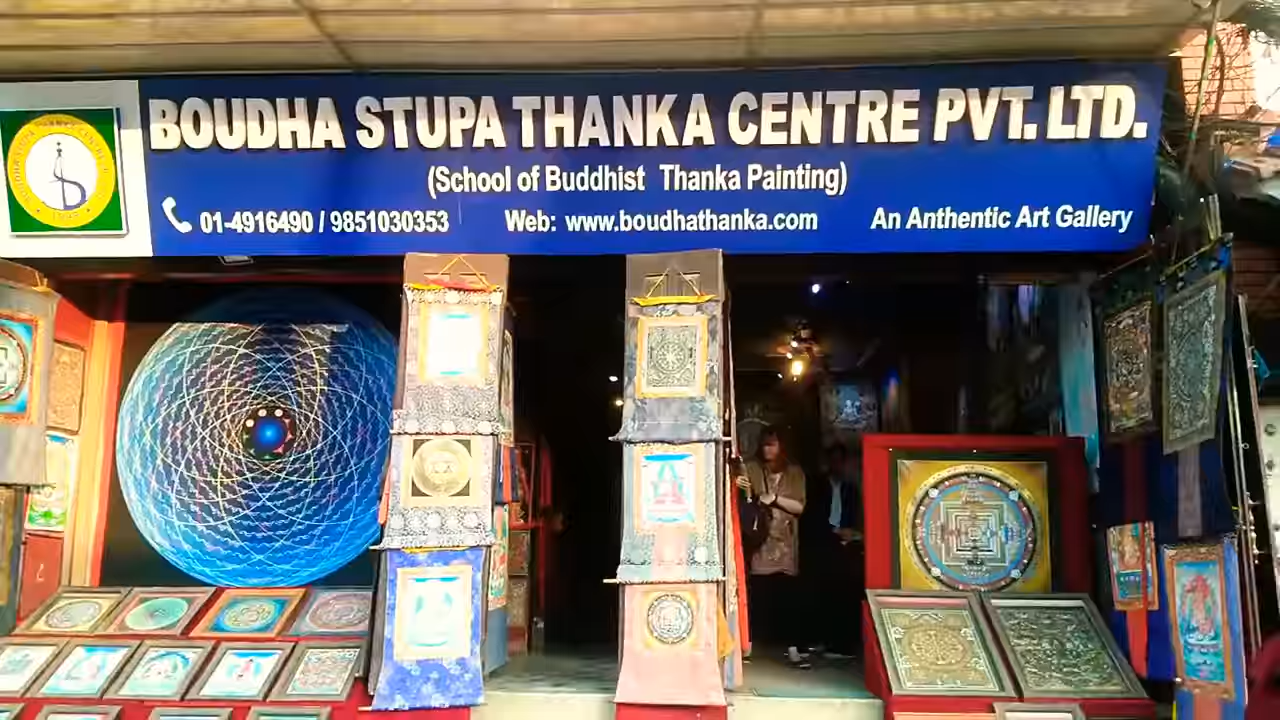 BOUDHA STUPA THANKA CENTRE PVT. LTD.
(School of Buddhist Thanka Painting)
01-4916490 / 9851030353 Web: www.boudhathanka.com An Anthentic Art Gallery